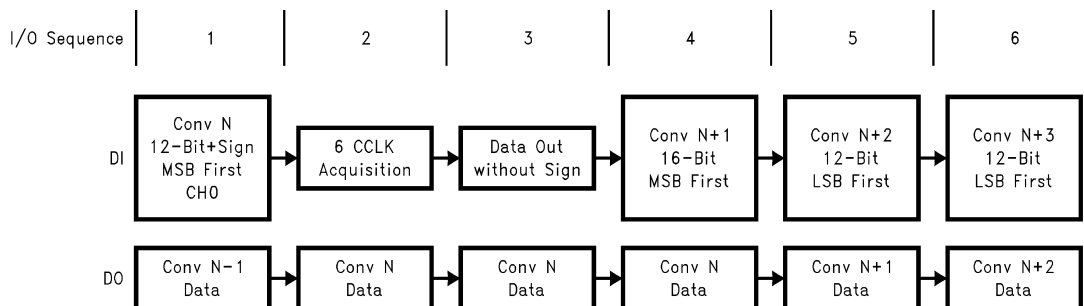 I/O Sequence 1 2 3 4 5 6
DI
Conv N
12-Bit+Sign
MSB First
CH0
6 CCLK
Acquisition
Data Out
without Sign
Conv N+1
16-Bit
MSB First
Conv N+2
12-Bit
LSB First
Conv N+3
12-Bit
LSB First
DO
Conv N-1
Data
Conv N
Data
Conv N
Data
Conv N
Data
Conv N+1
Data
Conv N+2
Data